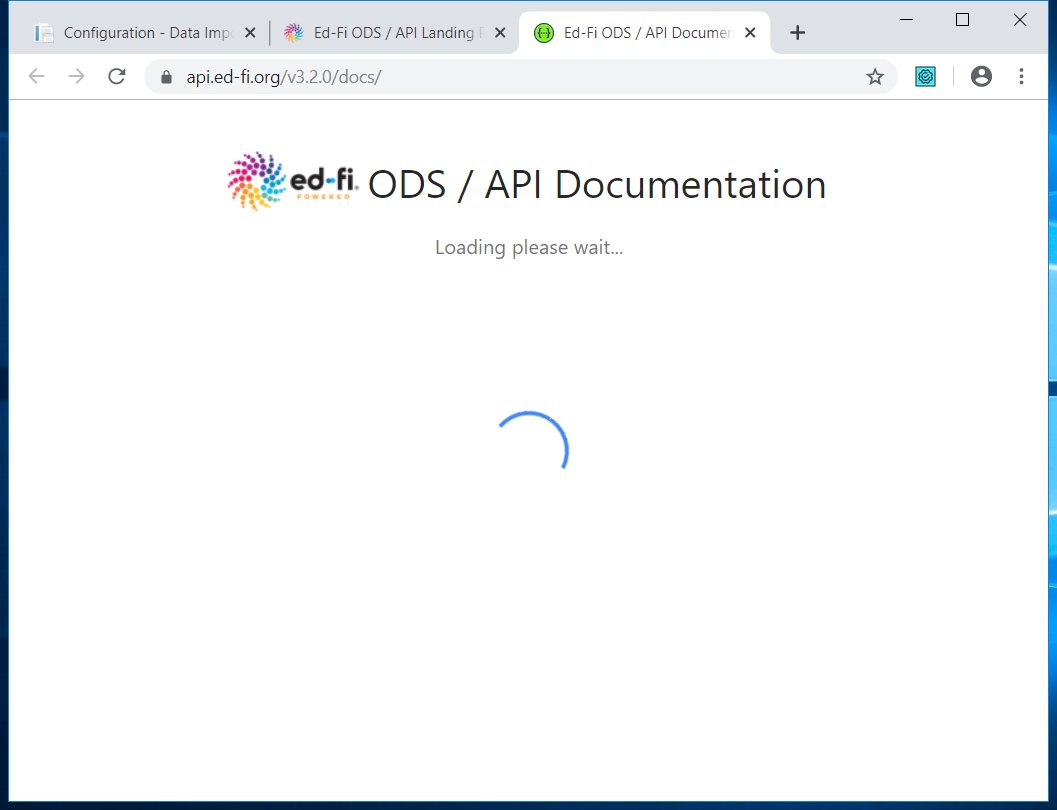 Configuration - Data Imp
Ed-Fi ODS / API Landing
Ed-Fi ODS / API Documen
api.ed-fi.org/v3.2.0/docs/
ed-fi. ODS / API Documentation
POWERED
Loading please wait...